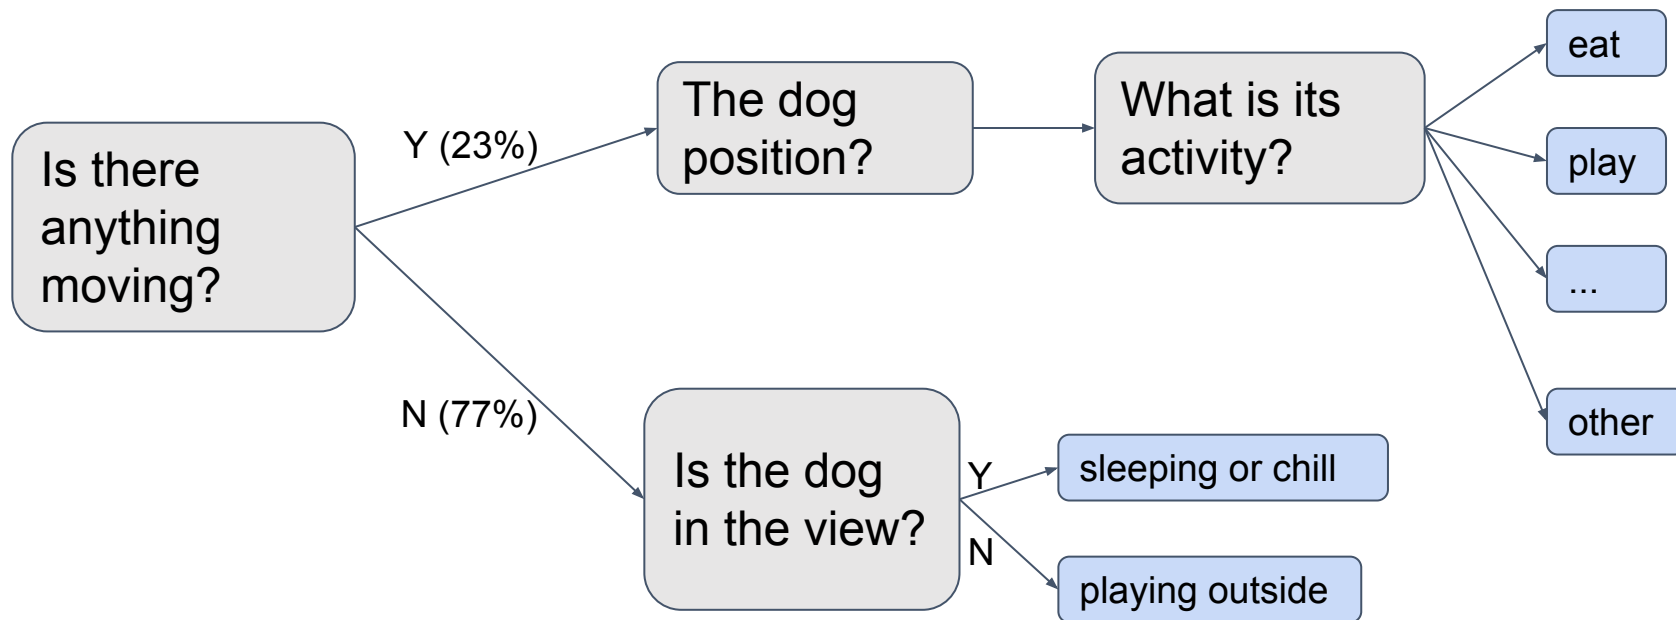 Is there
anything
moving?
Y (23%)
The dog
position?
What is its
activity?
eat
play
...
other
N (77%)
Is the dog
in the view?
Y
sleeping or chill
N
playing outside